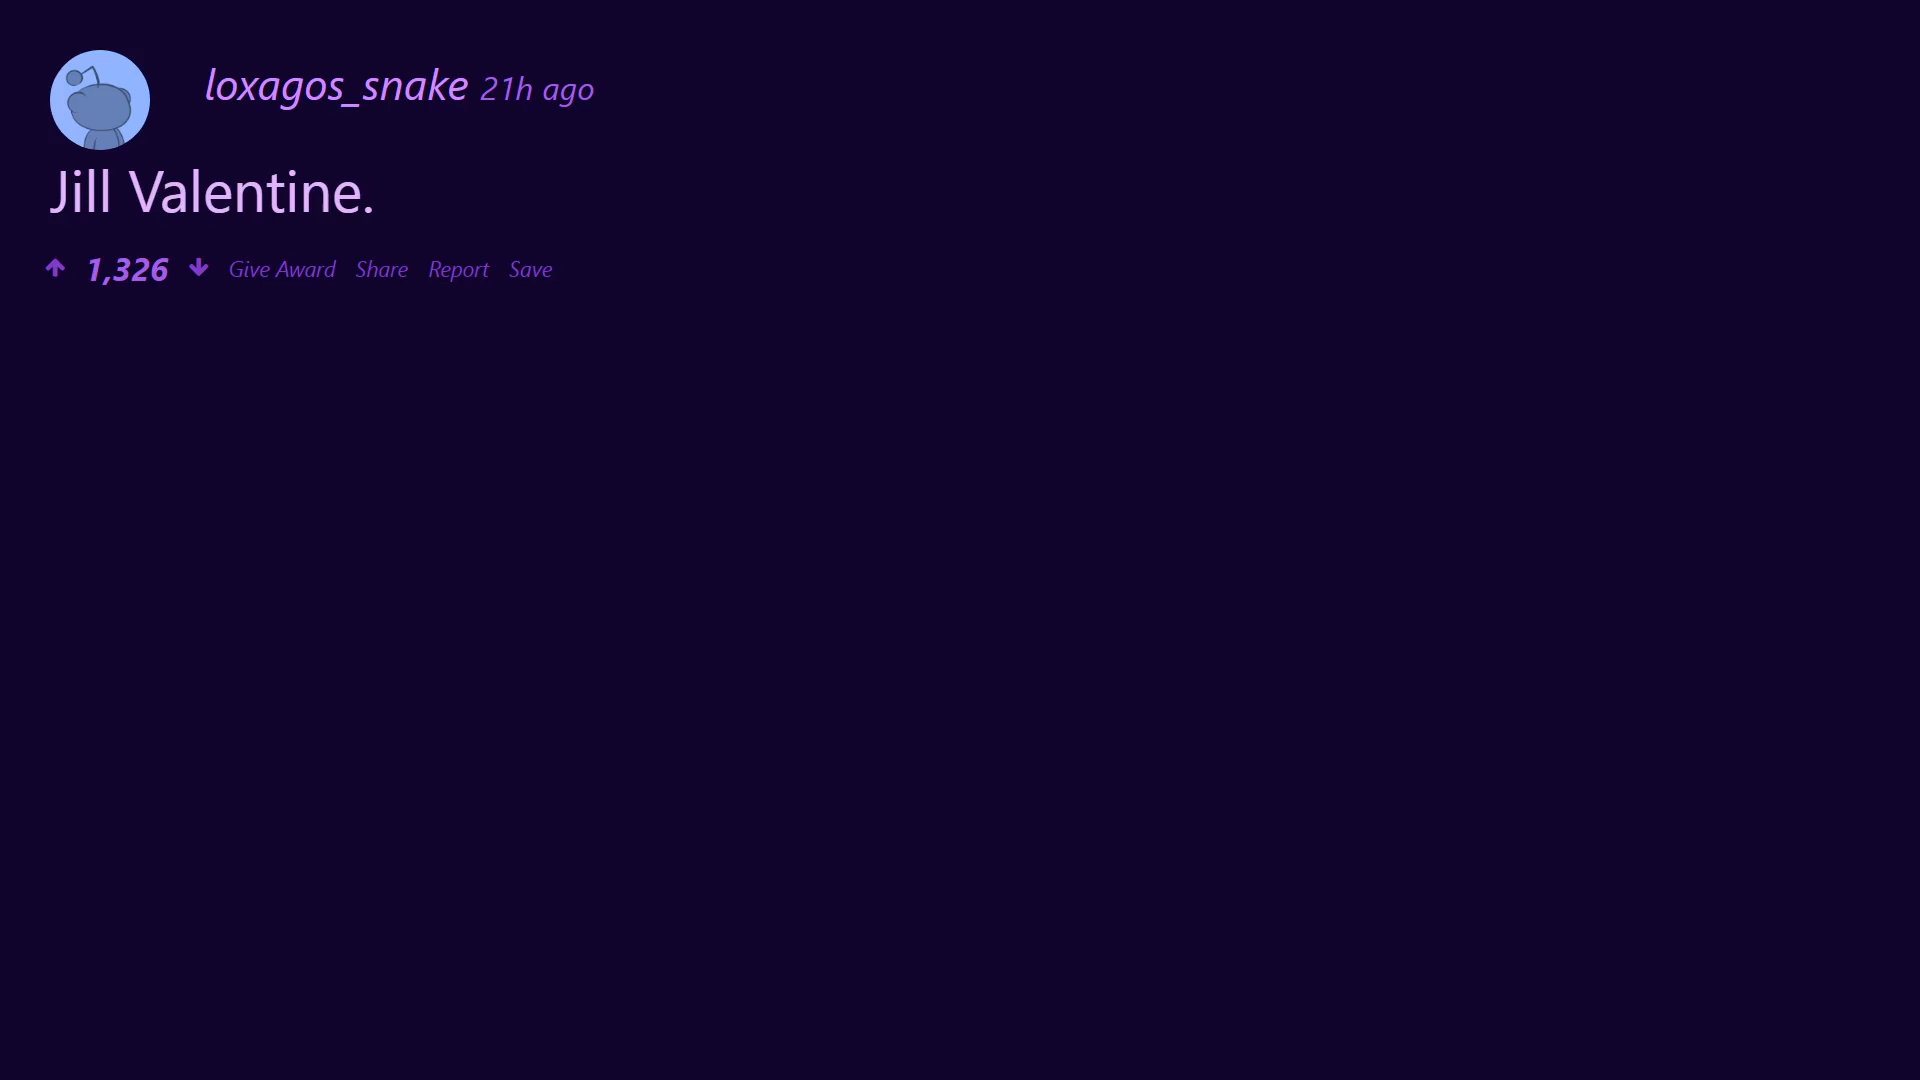 loxagos_snake 21h ago
Jill Valentine.
1,326 Give Award Share Report Save